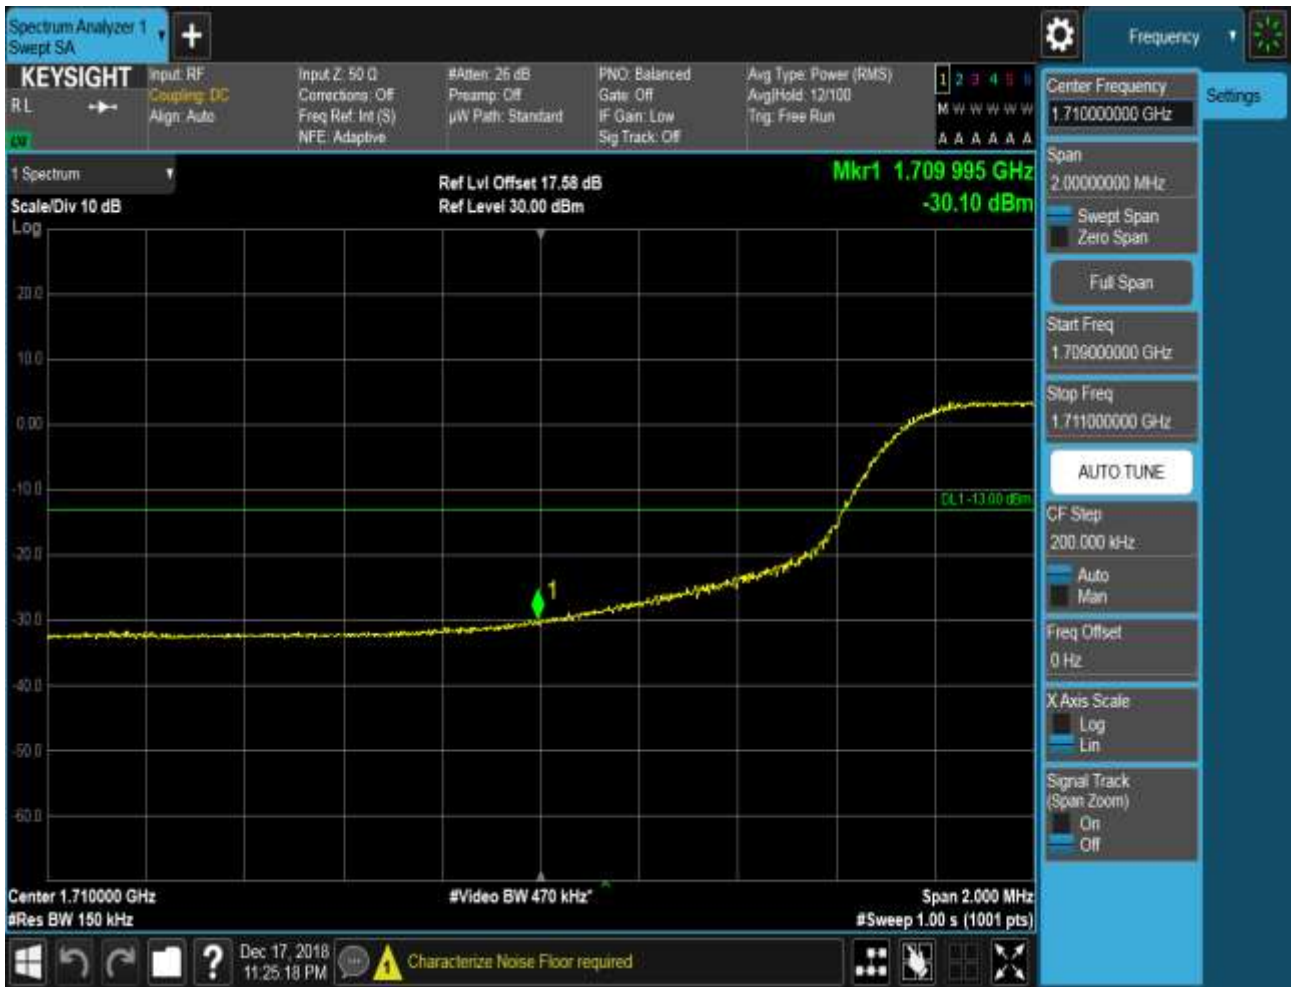 Spectrum Analyzer 1
Swept SA
Frequency
KEYSIGHT
R L
Input: RF
Coupling: DC
Align: Auto
Input Z: 50 Ω
Corrections: Off
Freq Ref: Int (S)
NFE: Adaptive
#Atten: 26 dB
Preamp: Off
µW Path: Standard
PNO: Balanced
Gate: Off
IF Gain: Low
Sig Track: Off
Avg Type: Power (RMS)
Avg|Hold: 12/100
Trig: Free Run
1 2 3 4 5 6
M W W W W W
A A A A A A
Center Frequency
1.710000000 GHz
Settings
Span
2.00000000 MHz
Swept Span
Zero Span
Full Span
Start Freq
1.709000000 GHz
Stop Freq
1.711000000 GHz
AUTO TUNE
CF Step
200.000 kHz
Auto
Man
Freq Offset
0 Hz
X Axis Scale
Log
Lin
Signal Track
(Span Zoom)
On
Off
1 Spectrum
Scale/Div 10 dB
Log
Ref Lvl Offset 17.58 dB
Ref Level 30.00 dBm
Mkr1 1.709 995 GHz
-30.10 dBm
20.0
10.0
0.00
-10.0
DL1 -13.00 dBm
-20.0
1
-30.0
-40.0
-50.0
-60.0
Center 1.710000 GHz
#Video BW 470 kHz*
Span 2.000 MHz
#Res BW 150 kHz
#Sweep 1.00 s (1001 pts)
Dec 17, 2018
11:25:18 PM
Characterize Noise Floor required